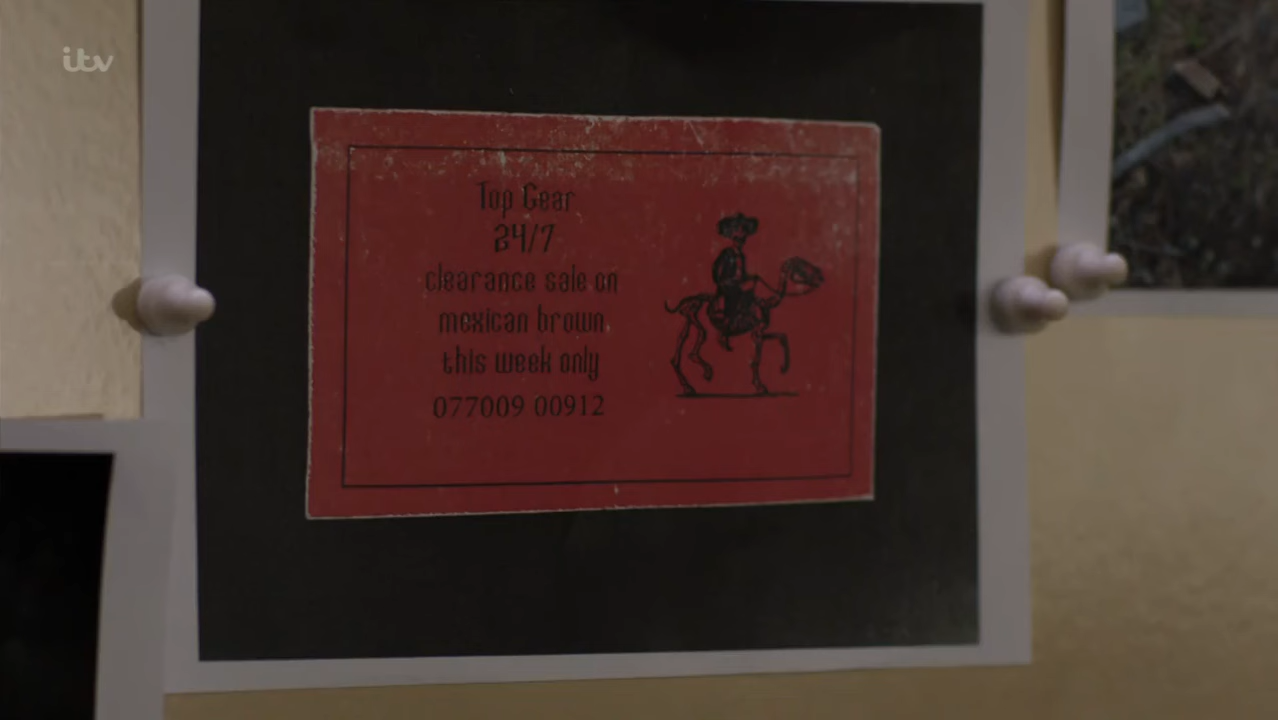 itv
Top Gear
24/7
clearance sale on
mexican brown
this week only
077009 00912